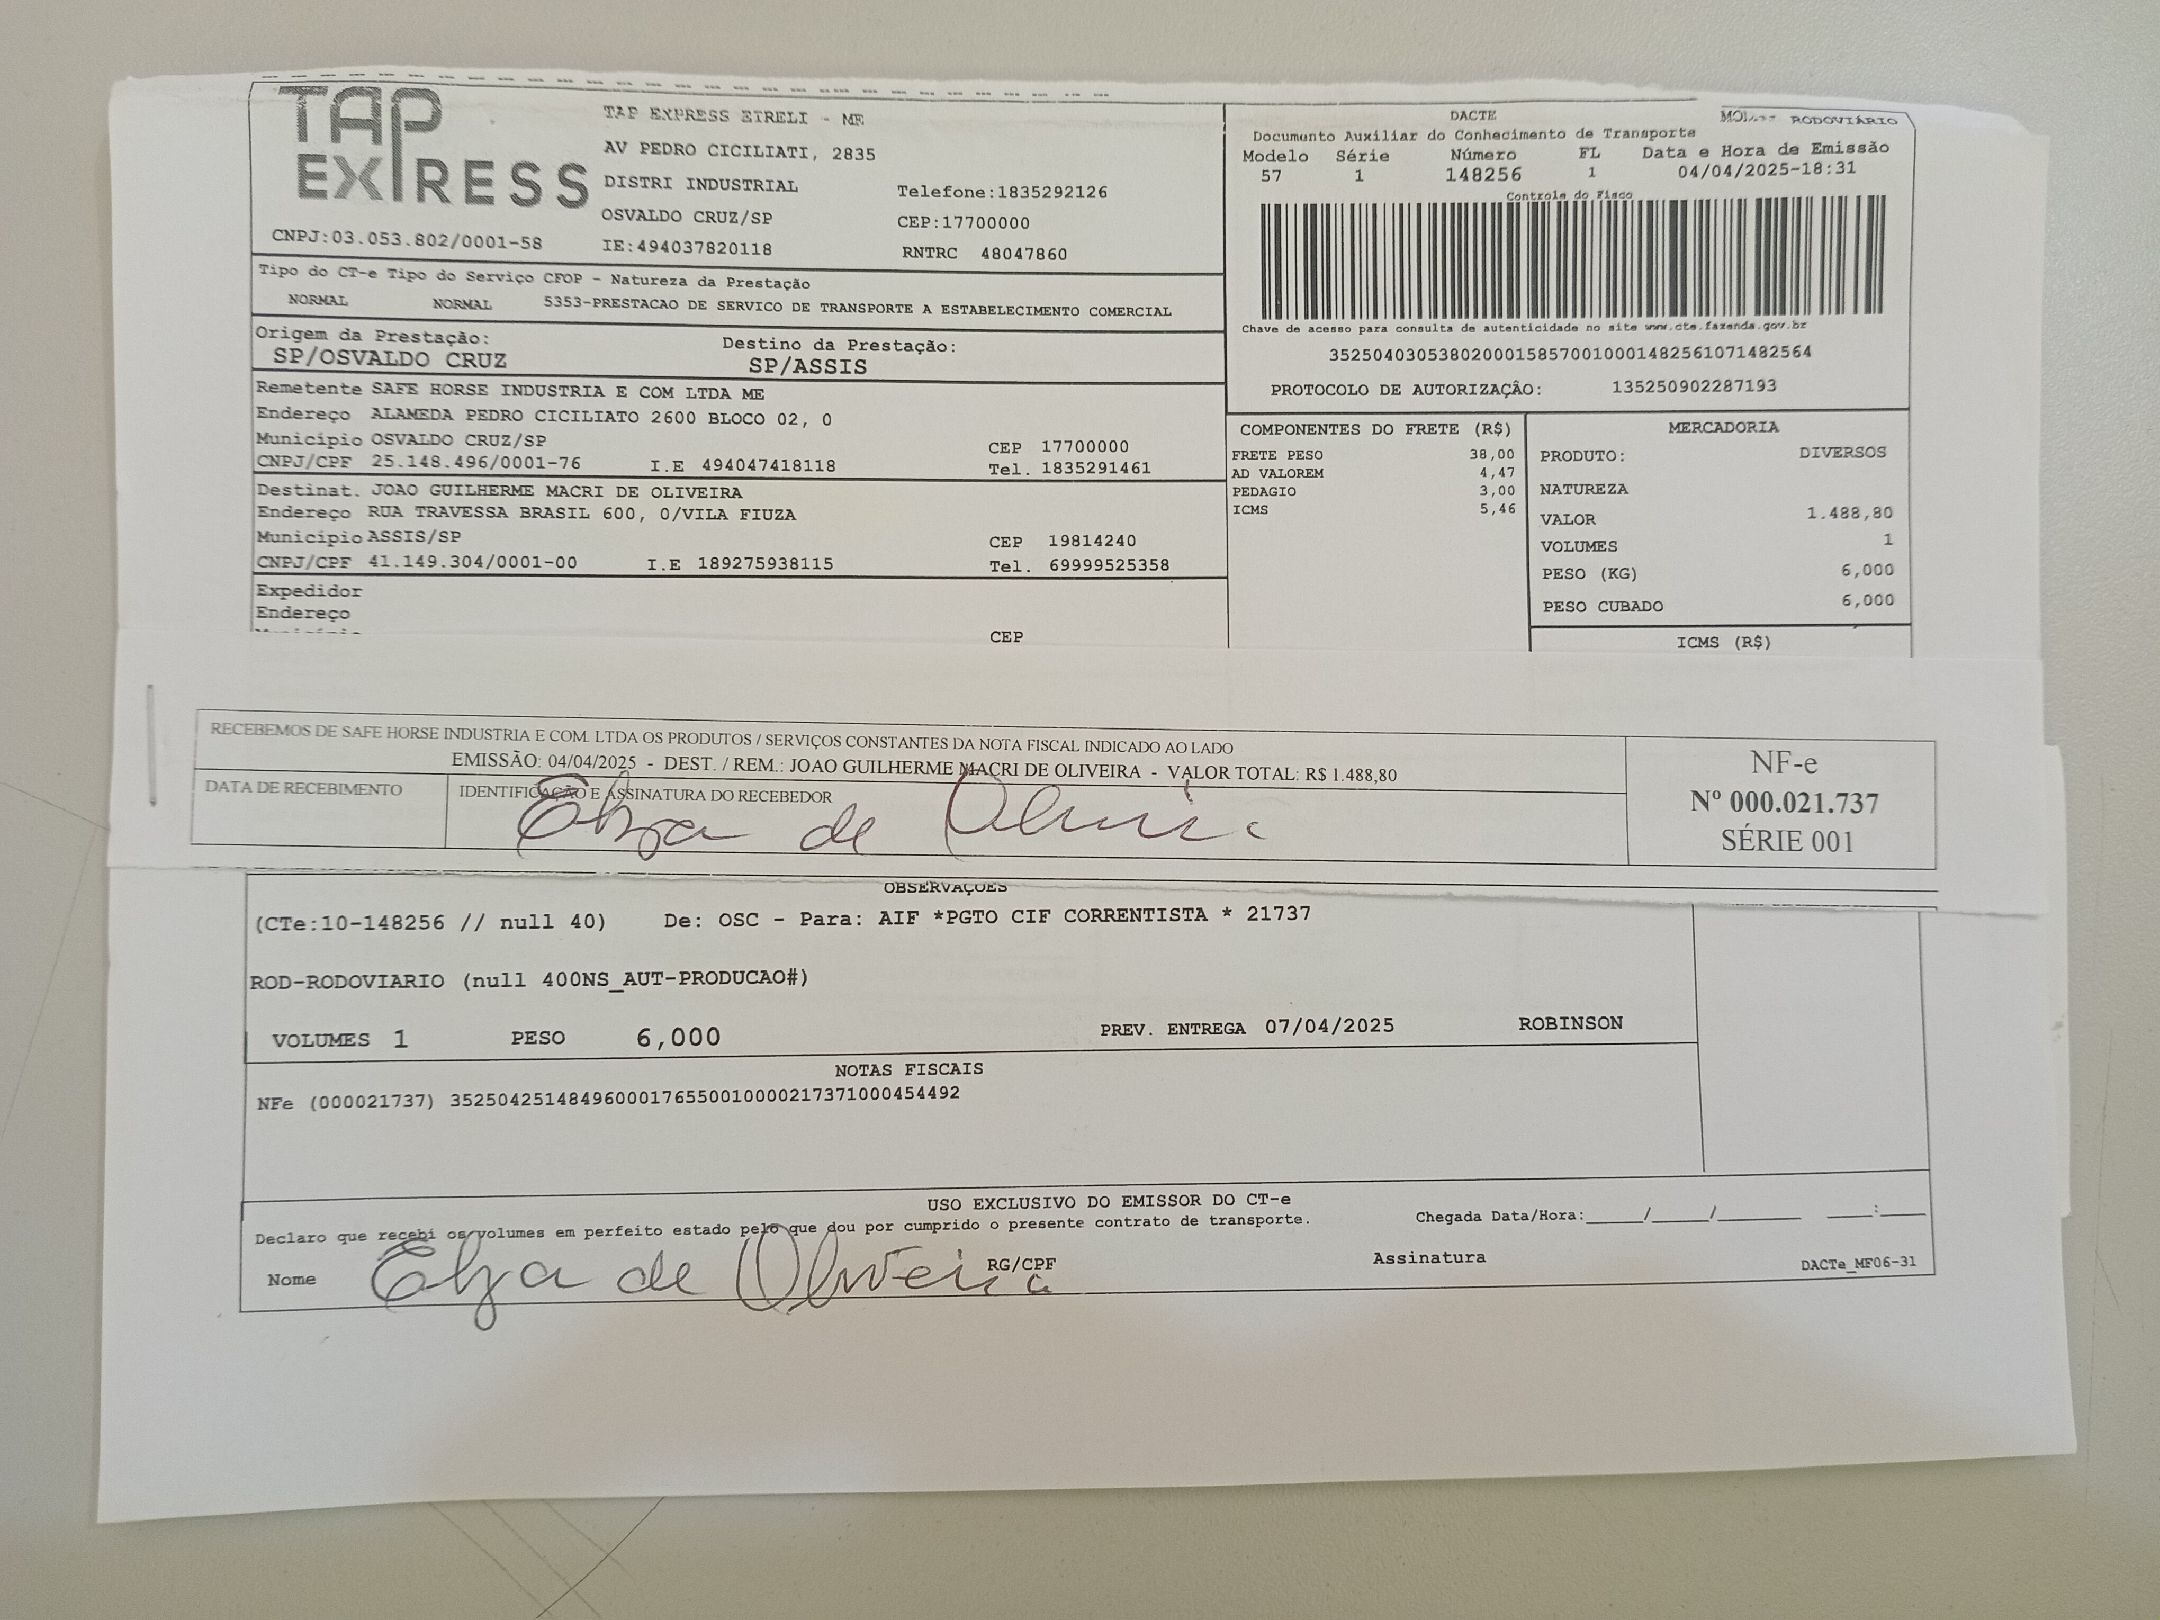 TAP
EXPRESS
TAP EXPRESS EIRELI - ME
AV PEDRO CICILIATI, 2835
DISTRI INDUSTRIAL
Telefone:1835292126
OSVALDO CRUZ/SP
CEP:17700000
CNPJ:03.053.802/0001-58
IE:494037820118
RNTRC 48047860
DACTE
RODOVIÁRIO
Documento Auxiliar do Conhecimento de Transporte
Modelo Série Número FL Data e Hora de Emissão
57 1 148256 1 04/04/2025-18:31
Controle do Fisco
Chave de acesso para consulta de autenticidade no site www.cte.fazenda.gov.br
35250403053802000158570010001482561071482564
PROTOCOLO DE AUTORIZAÇÂO: 135250902287193
Tipo do CT-e Tipo do Serviço CFOP - Natureza da Prestação
NORMAL NORMAL 5353-PRESTACAO DE SERVICO DE TRANSPORTE A ESTABELECIMENTO COMERCIAL
Origem da Prestação: Destino da Prestação:
SP/OSVALDO CRUZ SP/ASSIS
Remetente SAFE HORSE INDUSTRIA E COM LTDA ME
Endereço ALAMEDA PEDRO CICILIATO 2600 BLOCO 02, 0
Município OSVALDO CRUZ/SP CEP 17700000
CNPJ/CPF 25.148.496/0001-76 I.E 494047418118 Tel. 1835291461
Destinat. JOAO GUILHERME MACRI DE OLIVEIRA
Endereço RUA TRAVESSA BRASIL 600, 0/VILA FIUZA
Município ASSIS/SP CEP 19814240
CNPJ/CPF 41.149.304/0001-00 I.E 189275938115 Tel. 69999525358
Expedidor
Endereço
CEP
COMPONENTES DO FRETE (R$)
FRETE PESO 38,00
AD VALOREM 4,47
PEDAGIO 3,00
ICMS 5,46
MERCADORIA
PRODUTO: DIVERSOS
NATUREZA
VALOR 1.488,80
VOLUMES 1
PESO (KG) 6,000
PESO CUBADO 6,000
ICMS (R$)
RECEBEMOS DE SAFE HORSE INDUSTRIA E COM. LTDA OS PRODUTOS / SERVIÇOS CONSTANTES DA NOTA FISCAL INDICADO AO LADO
EMISSÃO: 04/04/2025 - DEST. / REM.: JOAO GUILHERME MACRI DE OLIVEIRA - VALOR TOTAL: R$ 1.488,80
DATA DE RECEBIMENTO
IDENTIFICAÇÃO E ASSINATURA DO RECEBEDOR
Elza de Oliveira
NF-e
Nº 000.021.737
SÉRIE 001
OBSERVAÇOES
(CTe:10-148256 // null 40) De: OSC - Para: AIF *PGTO CIF CORRENTISTA * 21737
ROD-RODOVIARIO (null 400NS_AUT-PRODUCAO#)
VOLUMES 1 PESO 6,000 PREV. ENTREGA 07/04/2025 ROBINSON
NOTAS FISCAIS
NFe (000021737) 35250425148496000176550010000217371000454492
USO EXCLUSIVO DO EMISSOR DO CT-e
Declaro que recebi os volumes em perfeito estado pelo que dou por cumprido o presente contrato de transporte.
Chegada Data/Hora:_____/_____/________ ____:____
Nome Elza de Oliveira RG/CPF Assinatura
DACTe_MF06-31